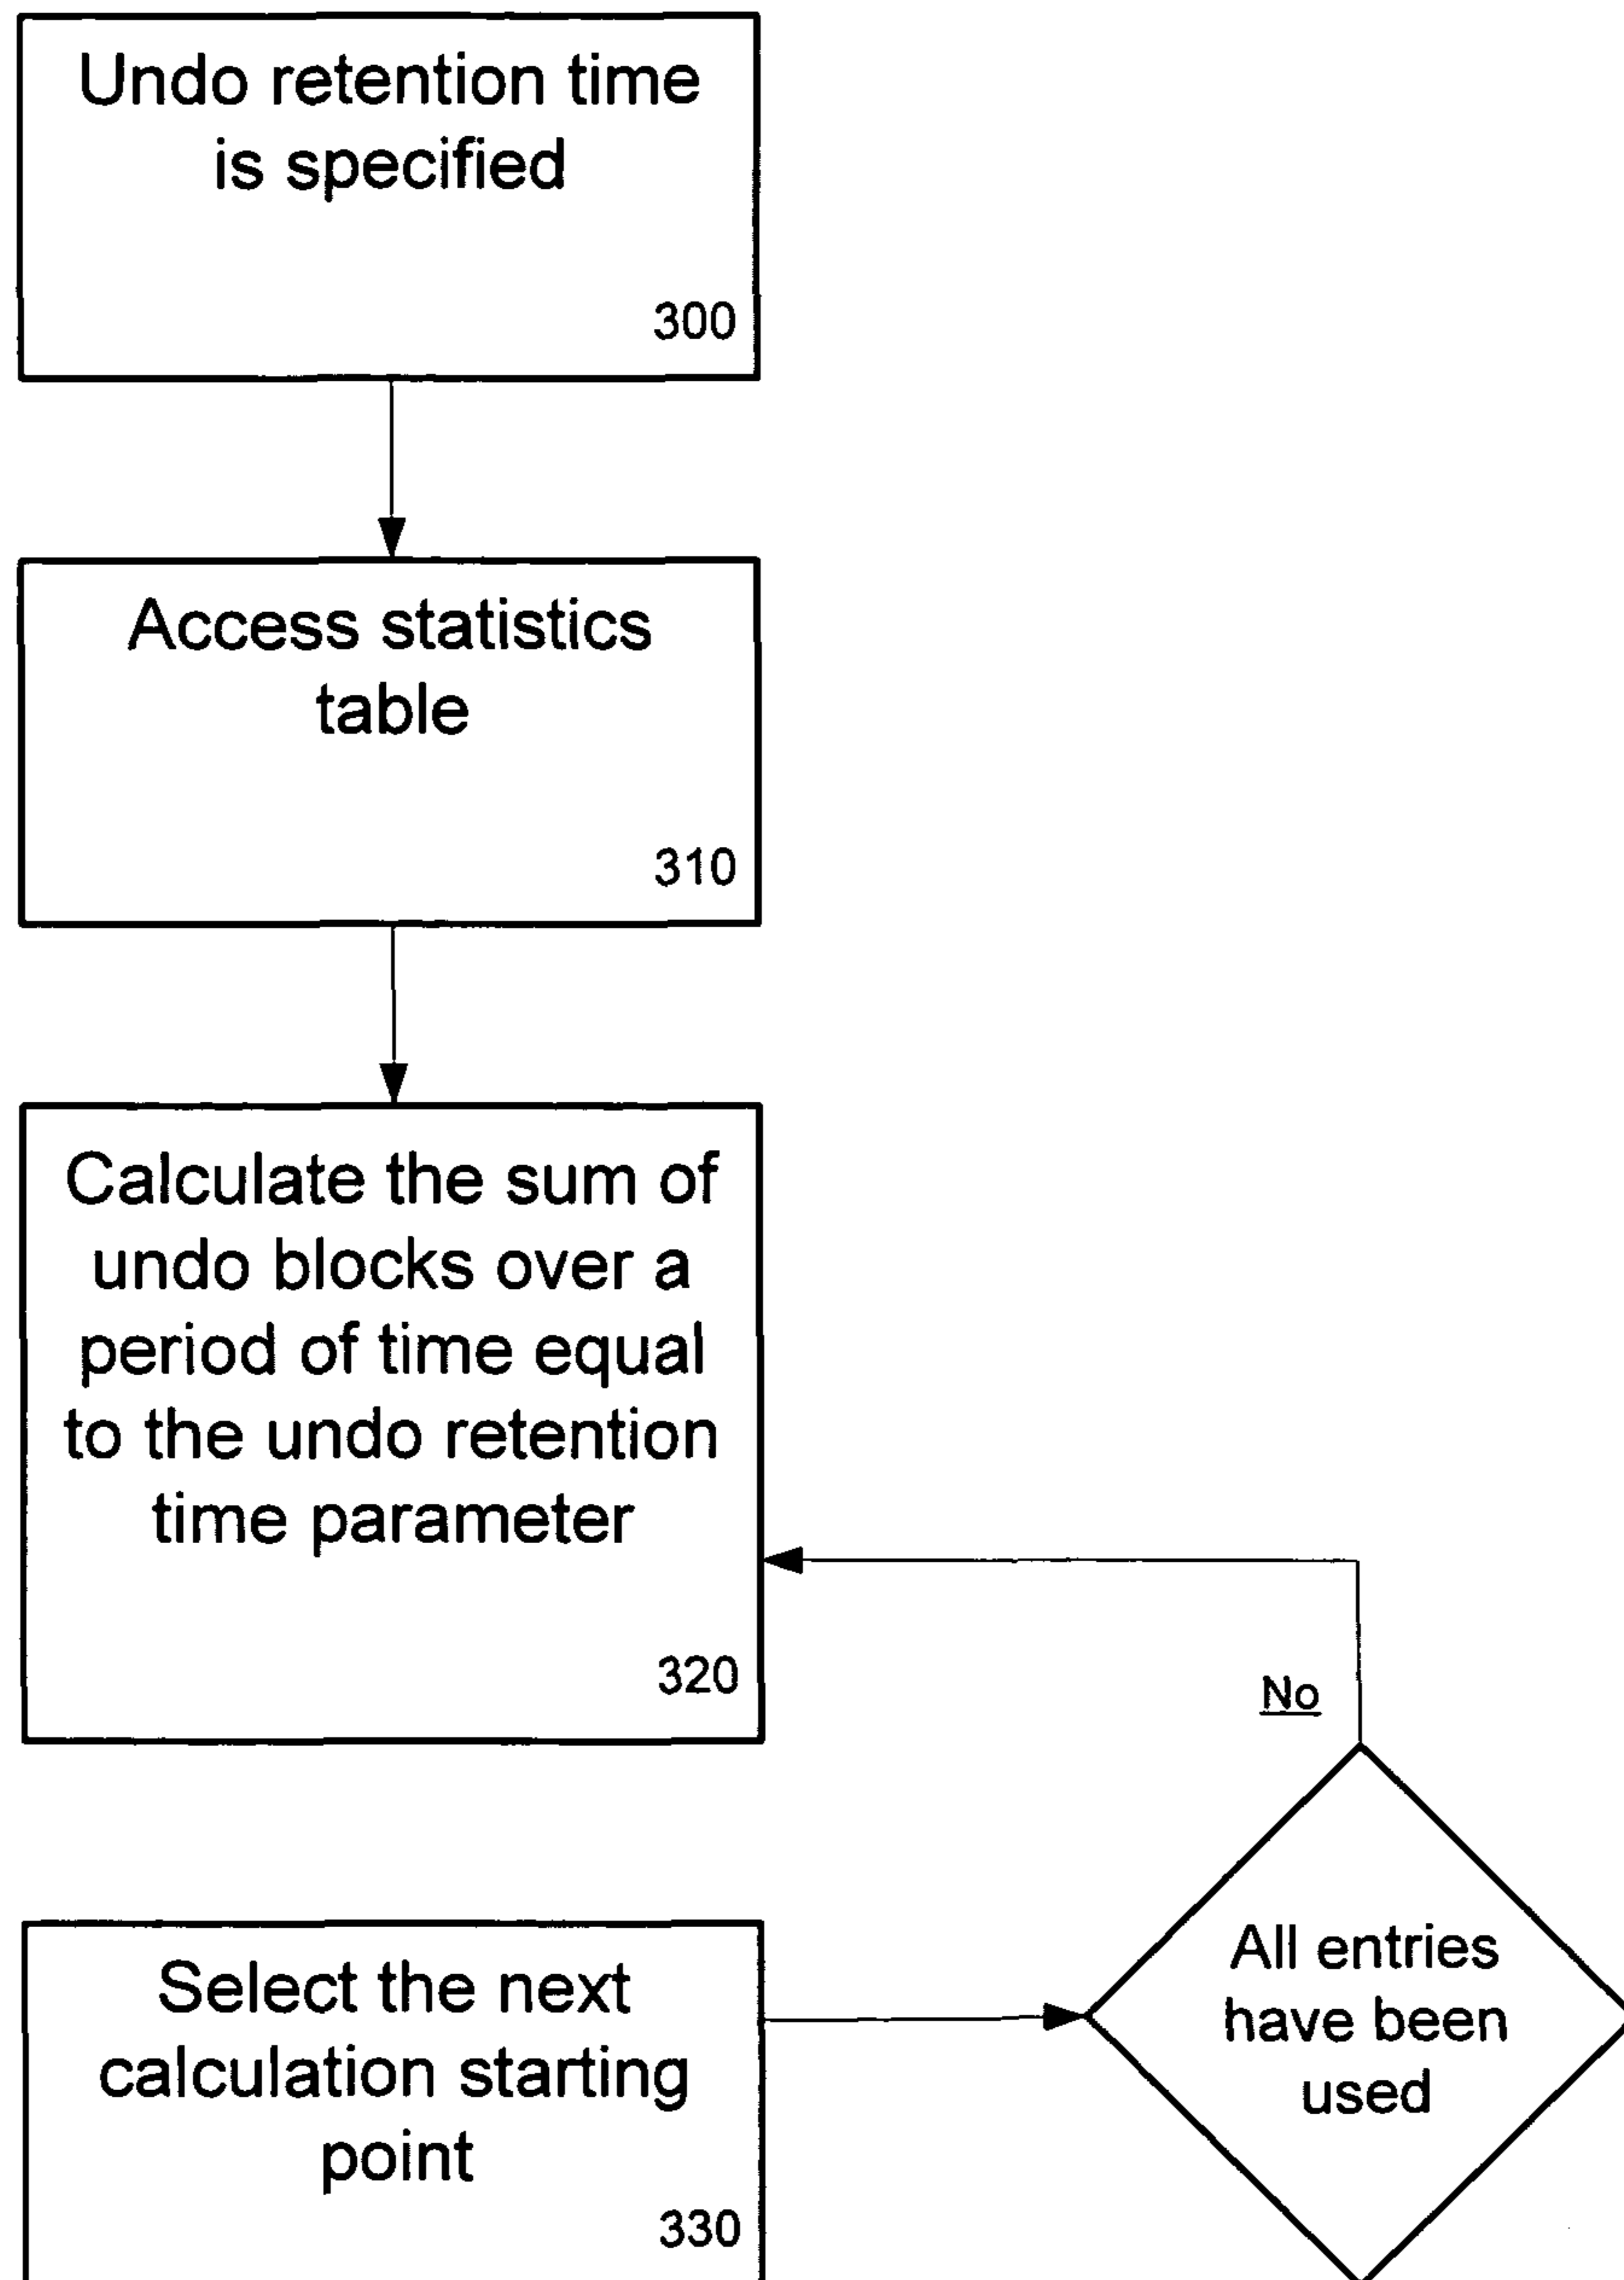 Undo retention time
is specified
300
Access statistics
table
310
Calculate the sum of
undo blocks over a
period of time equal
to the undo retention
time parameter
320
No
Select the next
calculation starting
point
330
All entries
have been
used